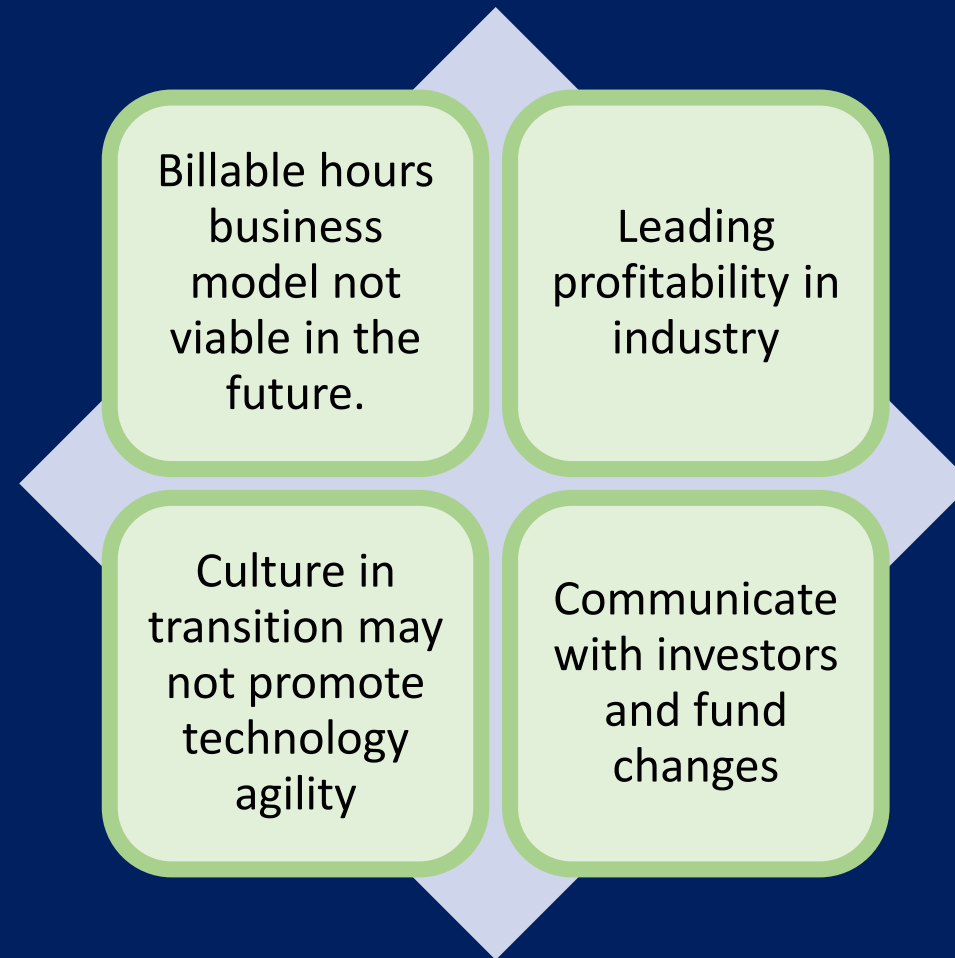 Billable hours
business
model not
viable in the
future.
Leading
profitability in
industry
Culture in
transition may
not promote
technology
agility
Communicate
with investors
and fund
changes